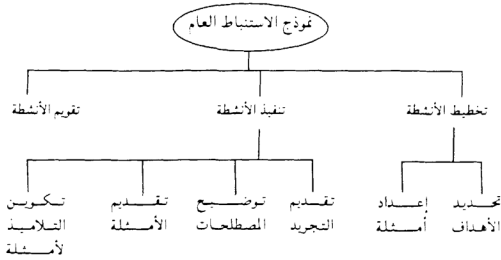 نموذج الاستنباط العام
تخطيط الأنشطة
تنفيذ الأنشطة
تقويم الأنشطة
تحديد
الأهداف
إعداد
أمثلة
تقديم
التجريد
توضيح
المصطلحات
تقديم
الأمثلة
تكوين
التلاميذ
لأمثلة